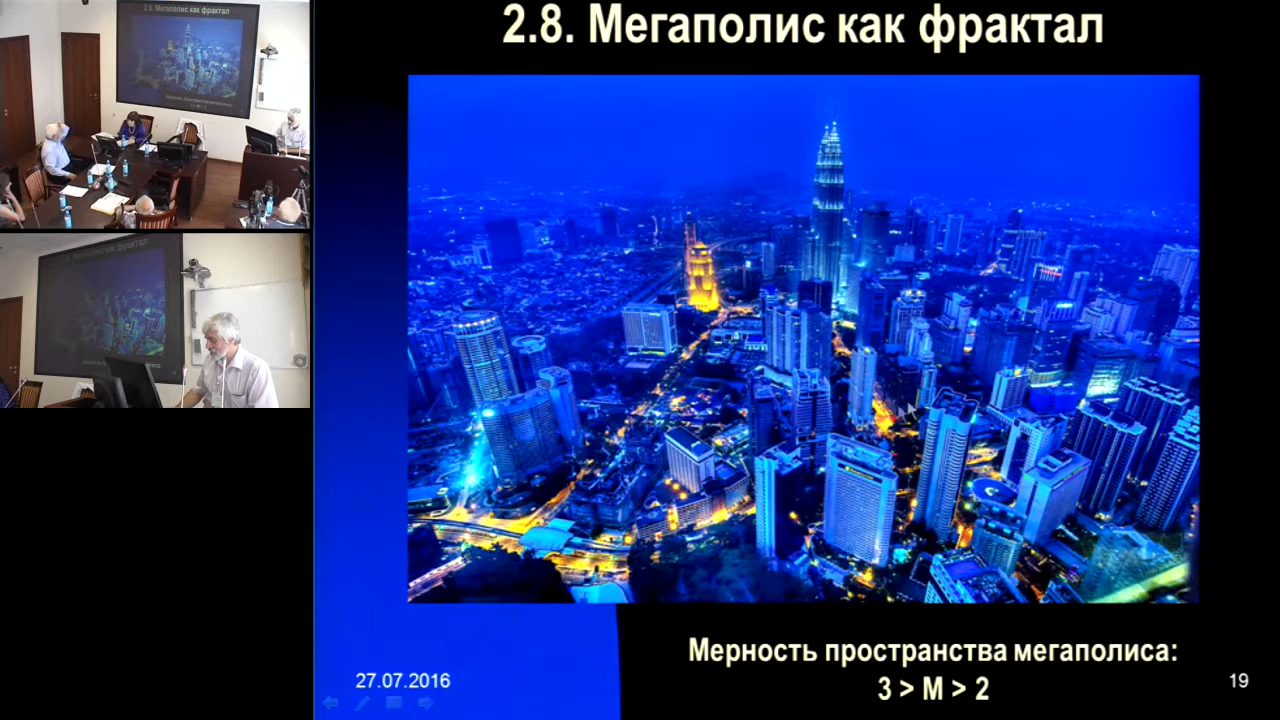 2.8. Мегаполис как фрактал
2.8. Мегаполис как фрактал
Мерность пространства мегаполиса:
3 > М > 2
27.07.2016
19